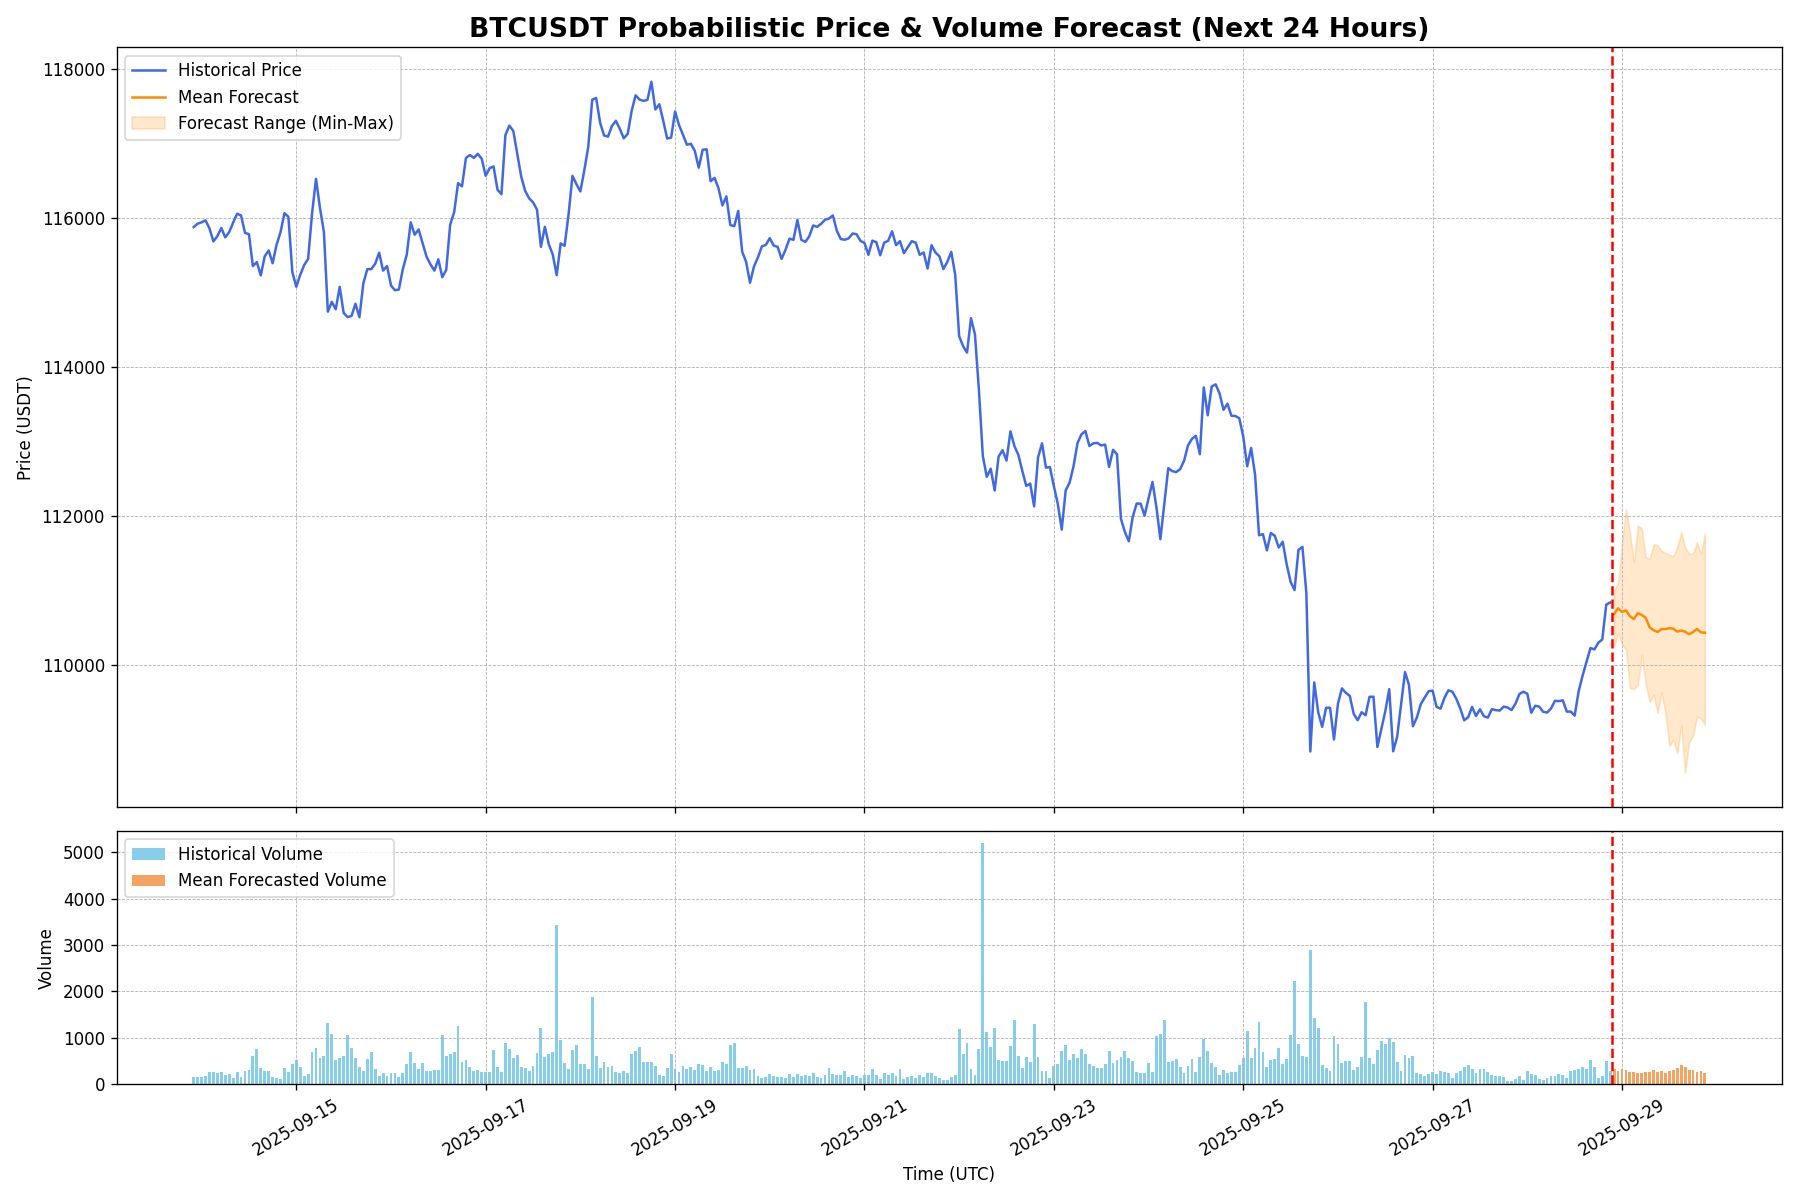 BTCUSDT Probabilistic Price & Volume Forecast (Next 24 Hours)
Historical Price
Mean Forecast
Forecast Range (Min-Max)
118000
116000
114000
112000
110000
Price (USDT)
Historical Volume
Mean Forecasted Volume
5000
4000
3000
2000
1000
0
Volume
2025-09-15
2025-09-17
2025-09-19
2025-09-21
2025-09-23
2025-09-25
2025-09-27
2025-09-29
Time (UTC)